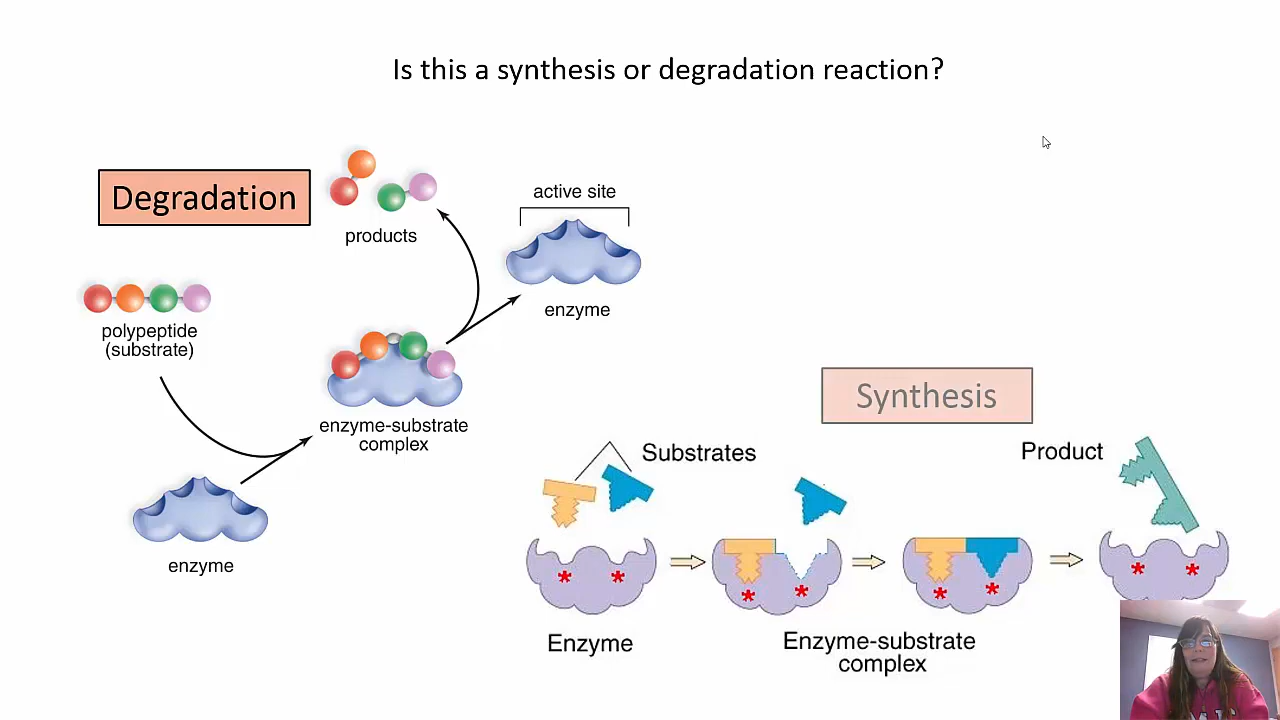 Is this a synthesis or degradation reaction?
Degradation
products
active site
enzyme
polypeptide
(substrate)
enzyme-substrate
complex
enzyme
Synthesis
Substrates
Product
*
*
*
*
*
*
*
*
Enzyme
Enzyme-substrate
complex